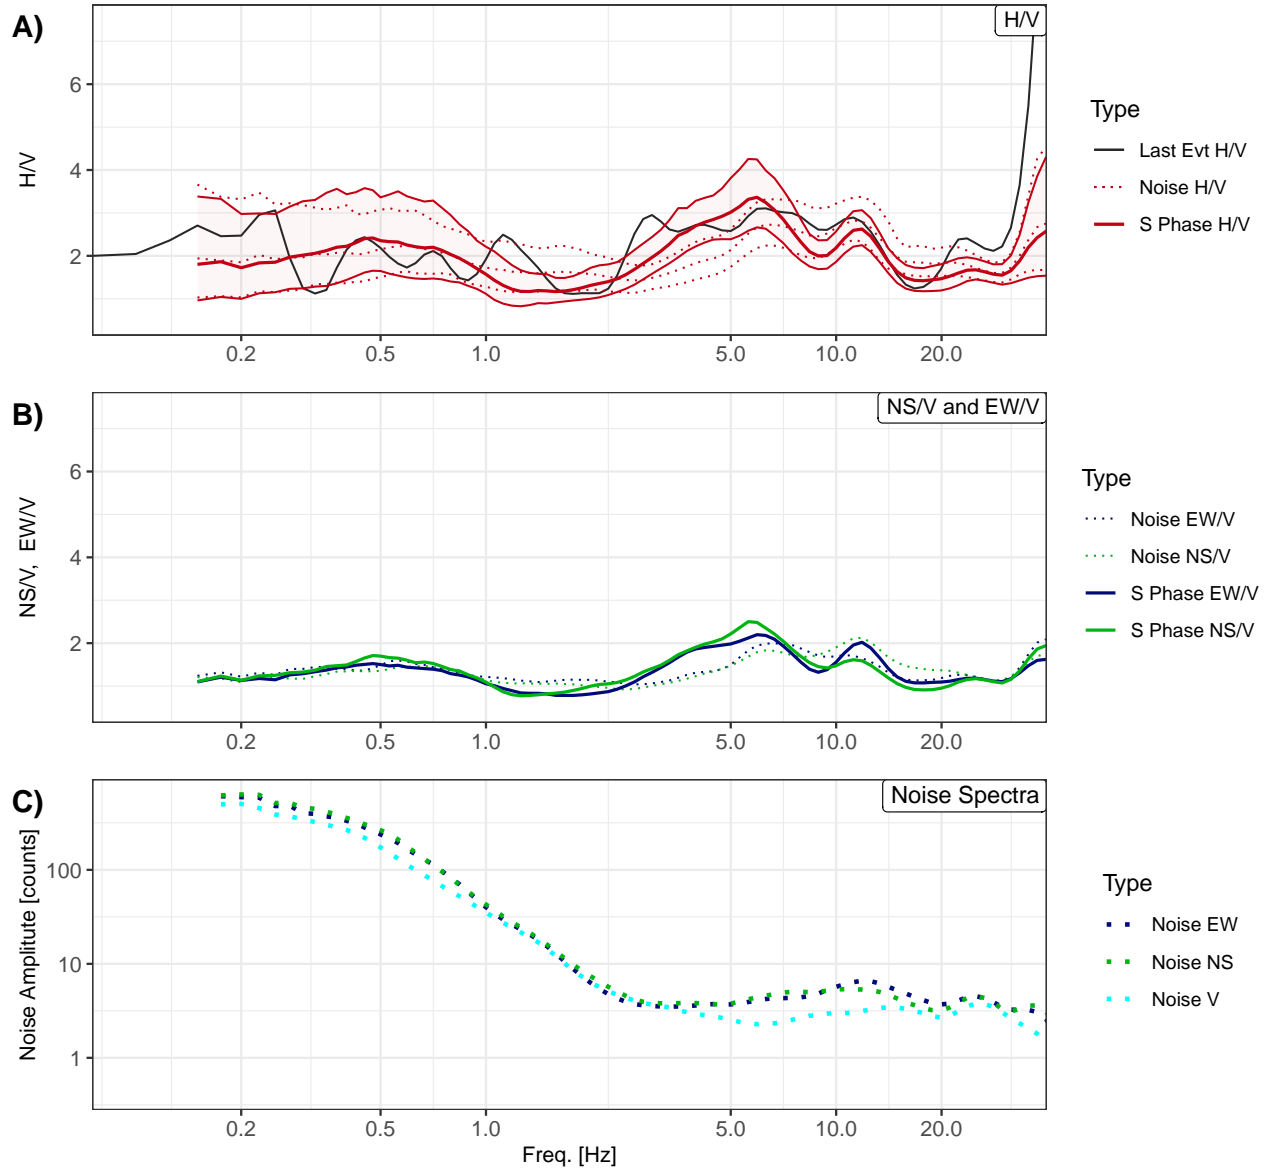 A)
H/V
H/V
6
4
2
0.2 0.5 1.0 5.0 10.0 20.0
Type
Last Evt H/V
Noise H/V
S Phase H/V
B)
NS/V and EW/V
NS/V, EW/V
6
4
2
0.2 0.5 1.0 5.0 10.0 20.0
Type
Noise EW/V
Noise NS/V
S Phase EW/V
S Phase NS/V
C)
Noise Spectra
Noise Amplitute [counts]
100
10
1
0.2 0.5 1.0 5.0 10.0 20.0
Freq. [Hz]
Type
Noise EW
Noise NS
Noise V